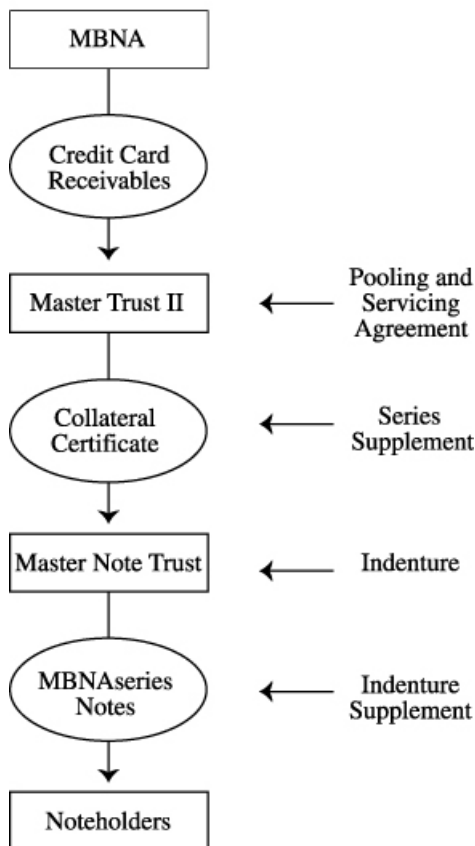 MBNA
Credit Card
Receivables
Master Trust II
Pooling and
Servicing
Agreement
Collateral
Certificate
Series
Supplement
Master Note Trust
Indenture
MBNAseries
Notes
Indenture
Supplement
Noteholders